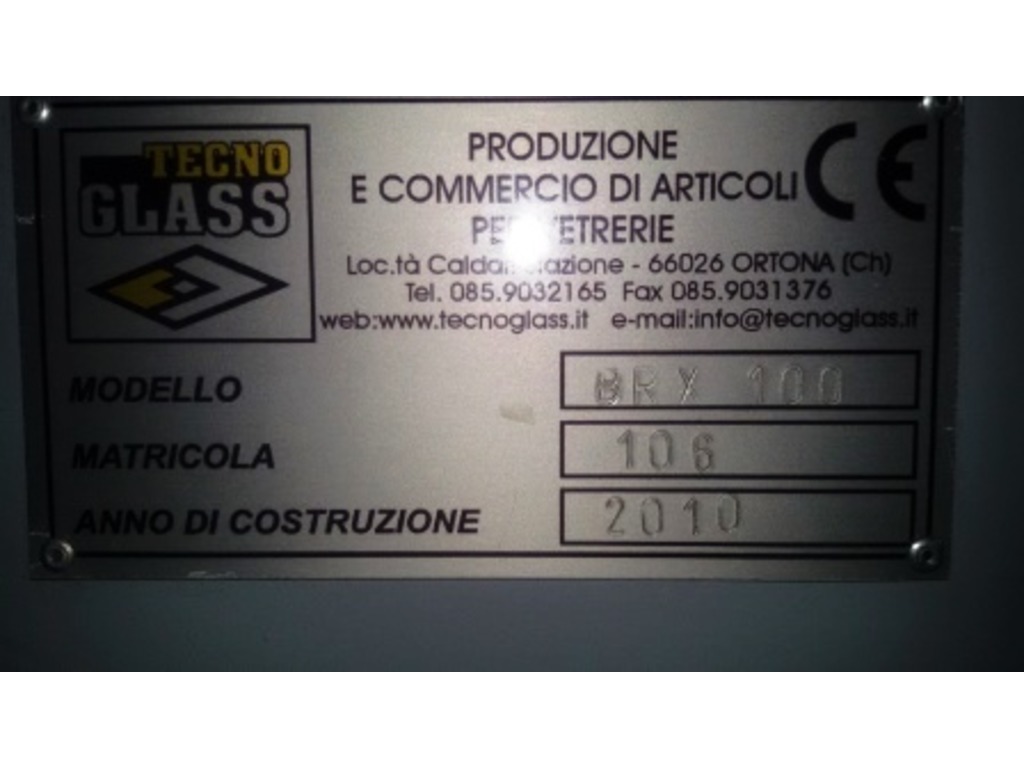 TECNO
GLASS
PRODUZIONE
E COMMERCIO DI ARTICOLI
VETRERIE
CE
Loc.tà Stazione - 66026 ORTONA (Ch)
Tel. 085.9032165 Fax 085.9031376
web:www.tecnoglass.it e-mail:info@tecnoglass.it
MODELLO BRX 100
MATRICOLA 106
ANNO DI COSTRUZIONE 2010